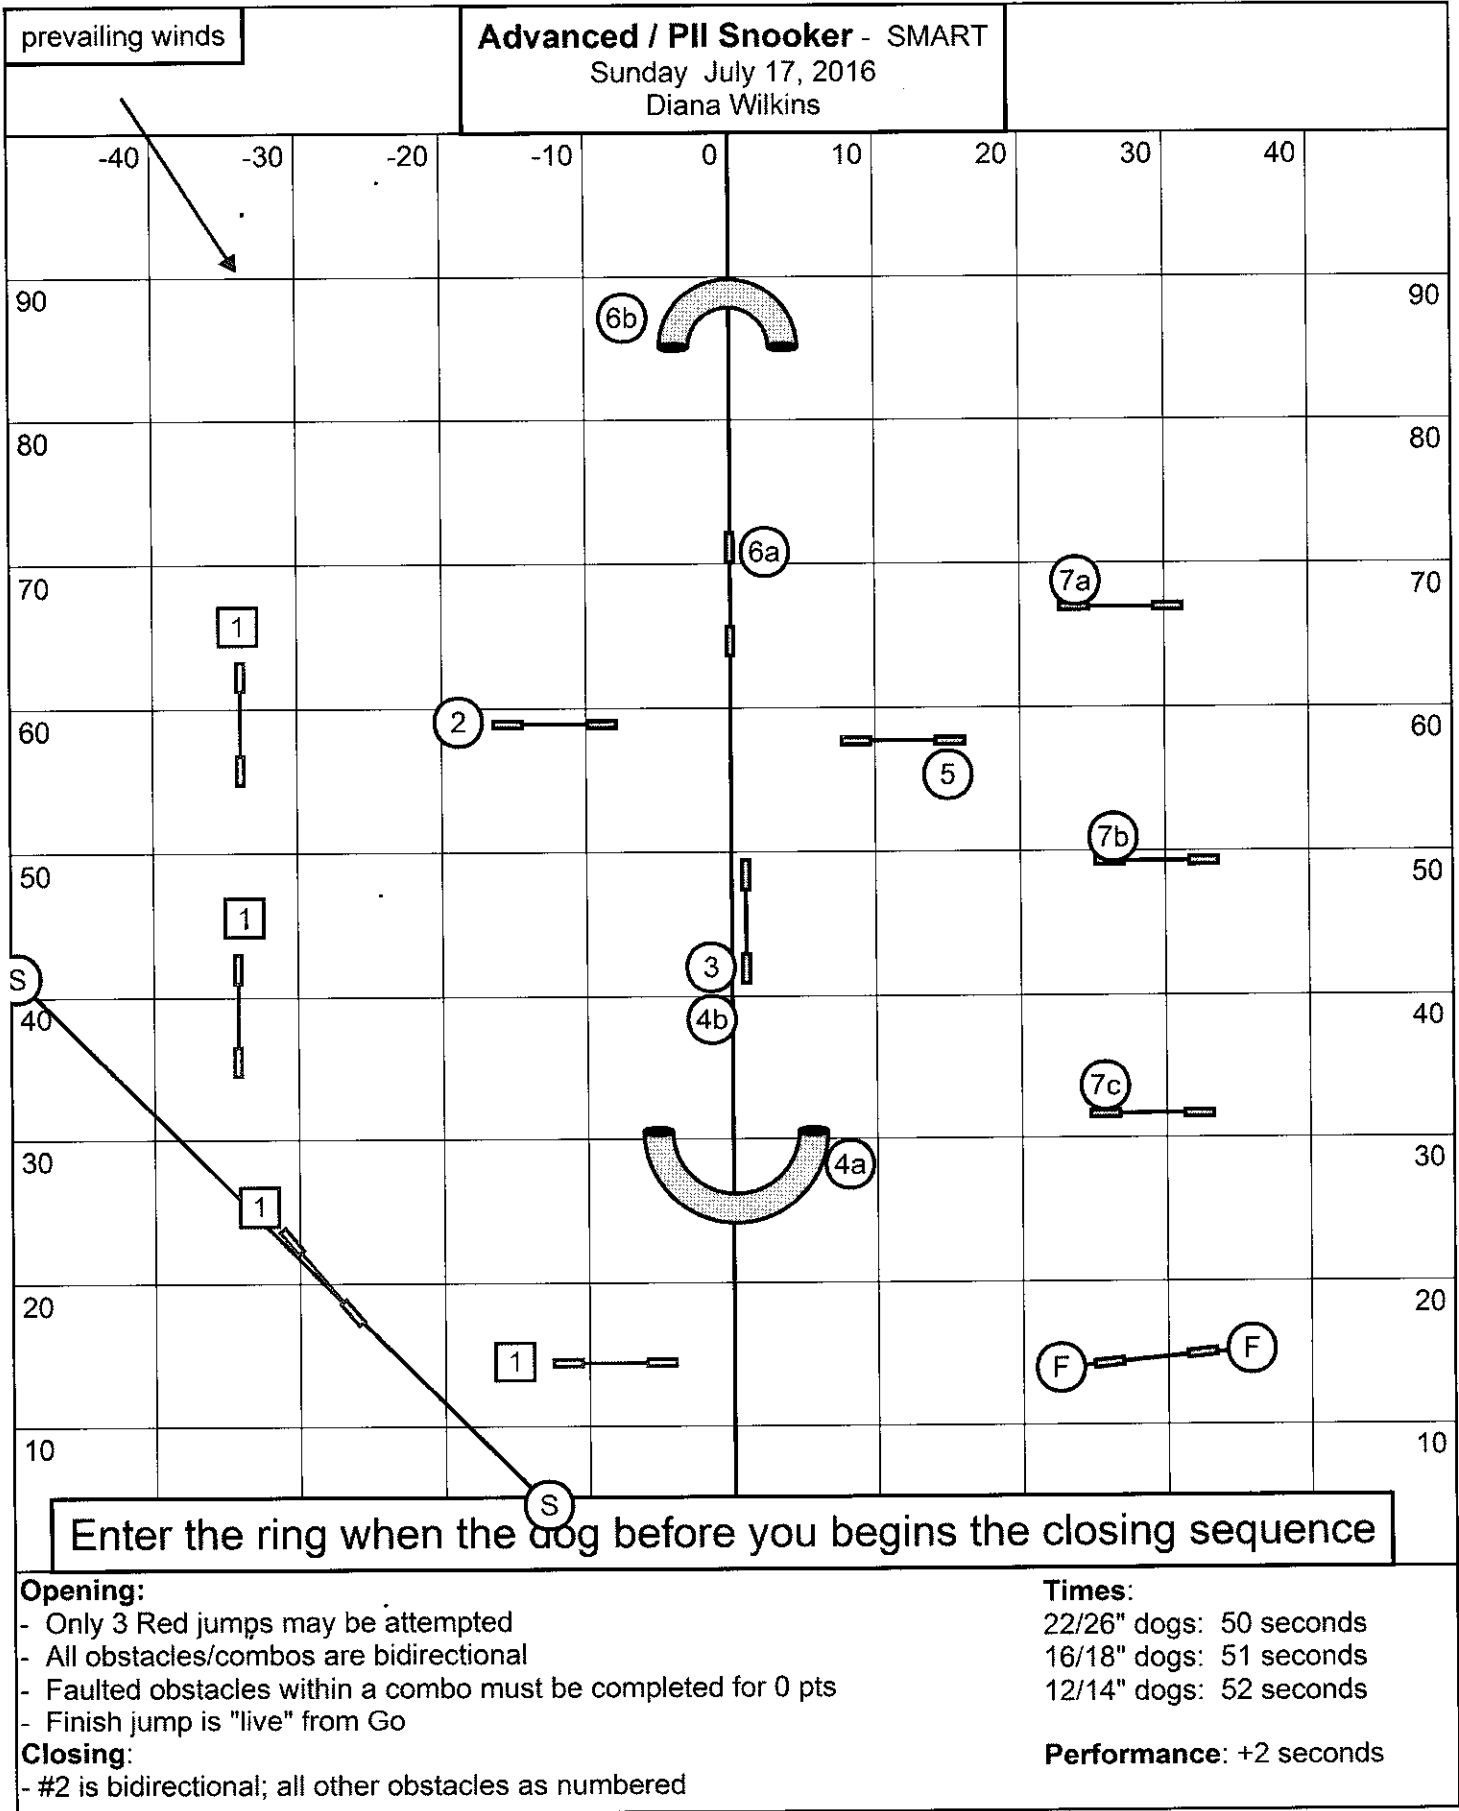 prevailing winds
Advanced / PII Snooker - SMART
Sunday July 17, 2016
Diana Wilkins
-40 -30 -20 -10 0 10 20 30 40
90 6b 90
80 80
6a
70 7a 70
1
60 2 60
5
7b
50 50
1
3
S
40 4b 40
7c
30 4a 30
1
20 20
1 F F
10 10
S
Enter the ring when the dog before you begins the closing sequence
Opening:
- Only 3 Red jumps may be attempted
- All obstacles/combos are bidirectional
- Faulted obstacles within a combo must be completed for 0 pts
- Finish jump is "live" from Go
Closing:
- #2 is bidirectional; all other obstacles as numbered
Times:
22/26" dogs: 50 seconds
16/18" dogs: 51 seconds
12/14" dogs: 52 seconds
Performance: +2 seconds